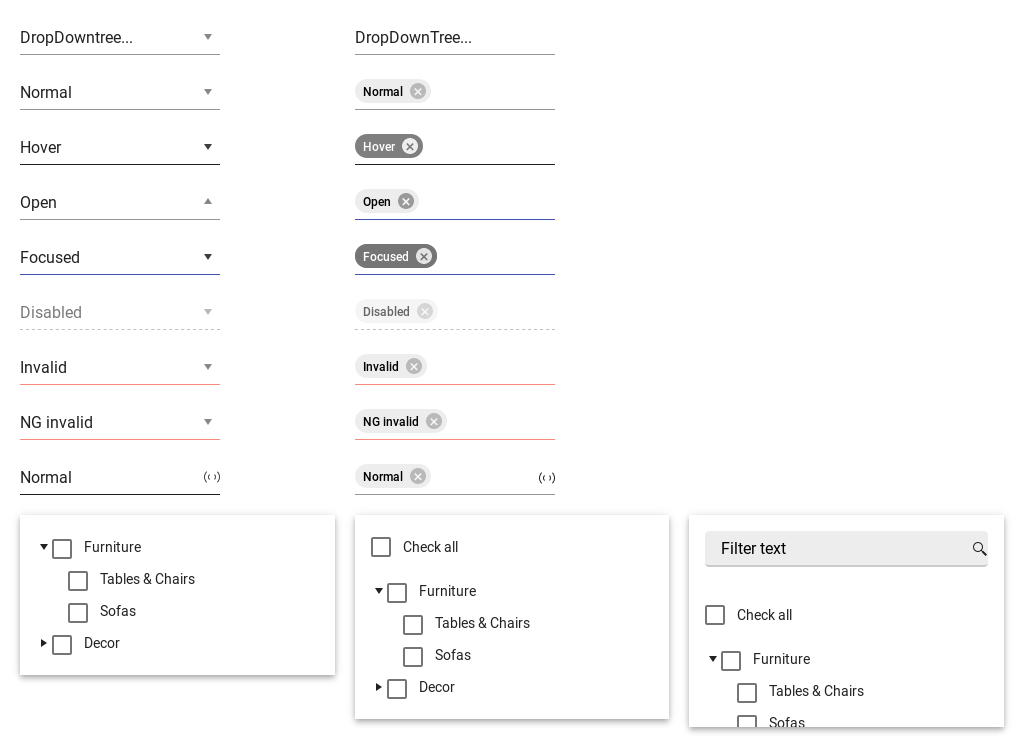 DropDowntree...
DropDownTree...
Normal
Normal
Hover
Hover
Open
Open
Focused
Focused
Disabled
Disabled
Invalid
Invalid
NG invalid
NG invalid
Normal
Normal
Furniture
Tables & Chairs
Sofas
Decor
Check all
Furniture
Tables & Chairs
Sofas
Decor
Filter text
Check all
Furniture
Tables & Chairs
Sofas